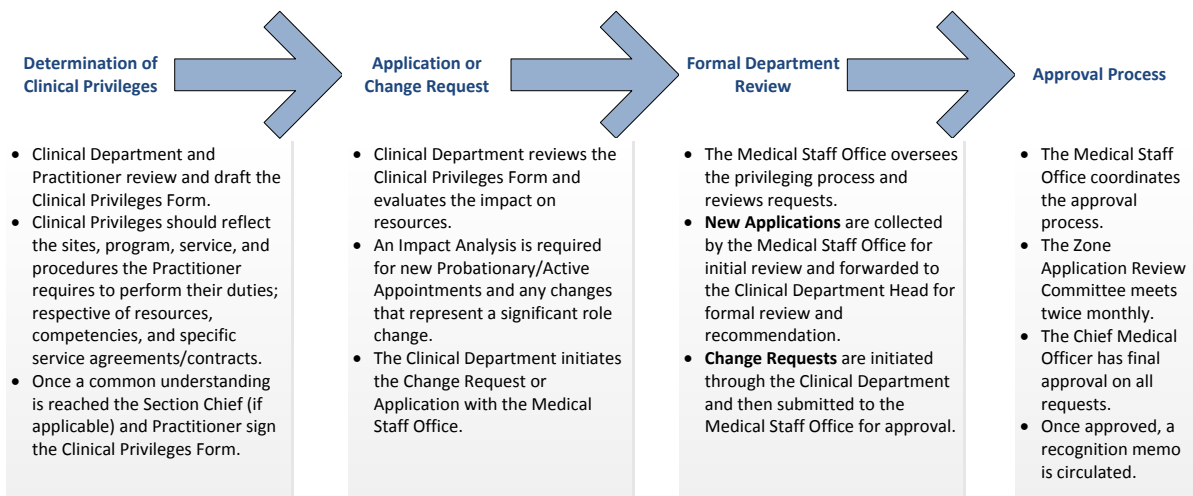 Determination of
Clinical Privileges
Application or
Change Request
Formal Department
Review
Approval Process
• Clinical Department and
Practitioner review and draft the
Clinical Privileges Form.
• Clinical Privileges should reflect
the sites, program, service, and
procedures the Practitioner
requires to perform their duties;
respective of resources,
competencies, and specific
service agreements/contracts.
• Once a common understanding
is reached the Section Chief (if
applicable) and Practitioner sign
the Clinical Privileges Form.
• Clinical Department reviews the
Clinical Privileges Form and
evaluates the impact on
resources.
• An Impact Analysis is required
for new Probationary/Active
Appointments and any changes
that represent a significant role
change.
• The Clinical Department initiates
the Change Request or
Application with the Medical
Staff Office.
• The Medical Staff Office oversees
the privileging process and
reviews requests.
• New Applications are collected
by the Medical Staff Office for
initial review and forwarded to
the Clinical Department Head for
formal review and
recommendation.
• Change Requests are initiated
through the Clinical Department
and then submitted to the
Medical Staff Office for approval.
• The Medical Staff
Office coordinates
the approval
process.
• The Zone
Application Review
Committee meets
twice monthly.
• The Chief Medical
Officer has final
approval on all
requests.
• Once approved, a
recognition memo
is circulated.